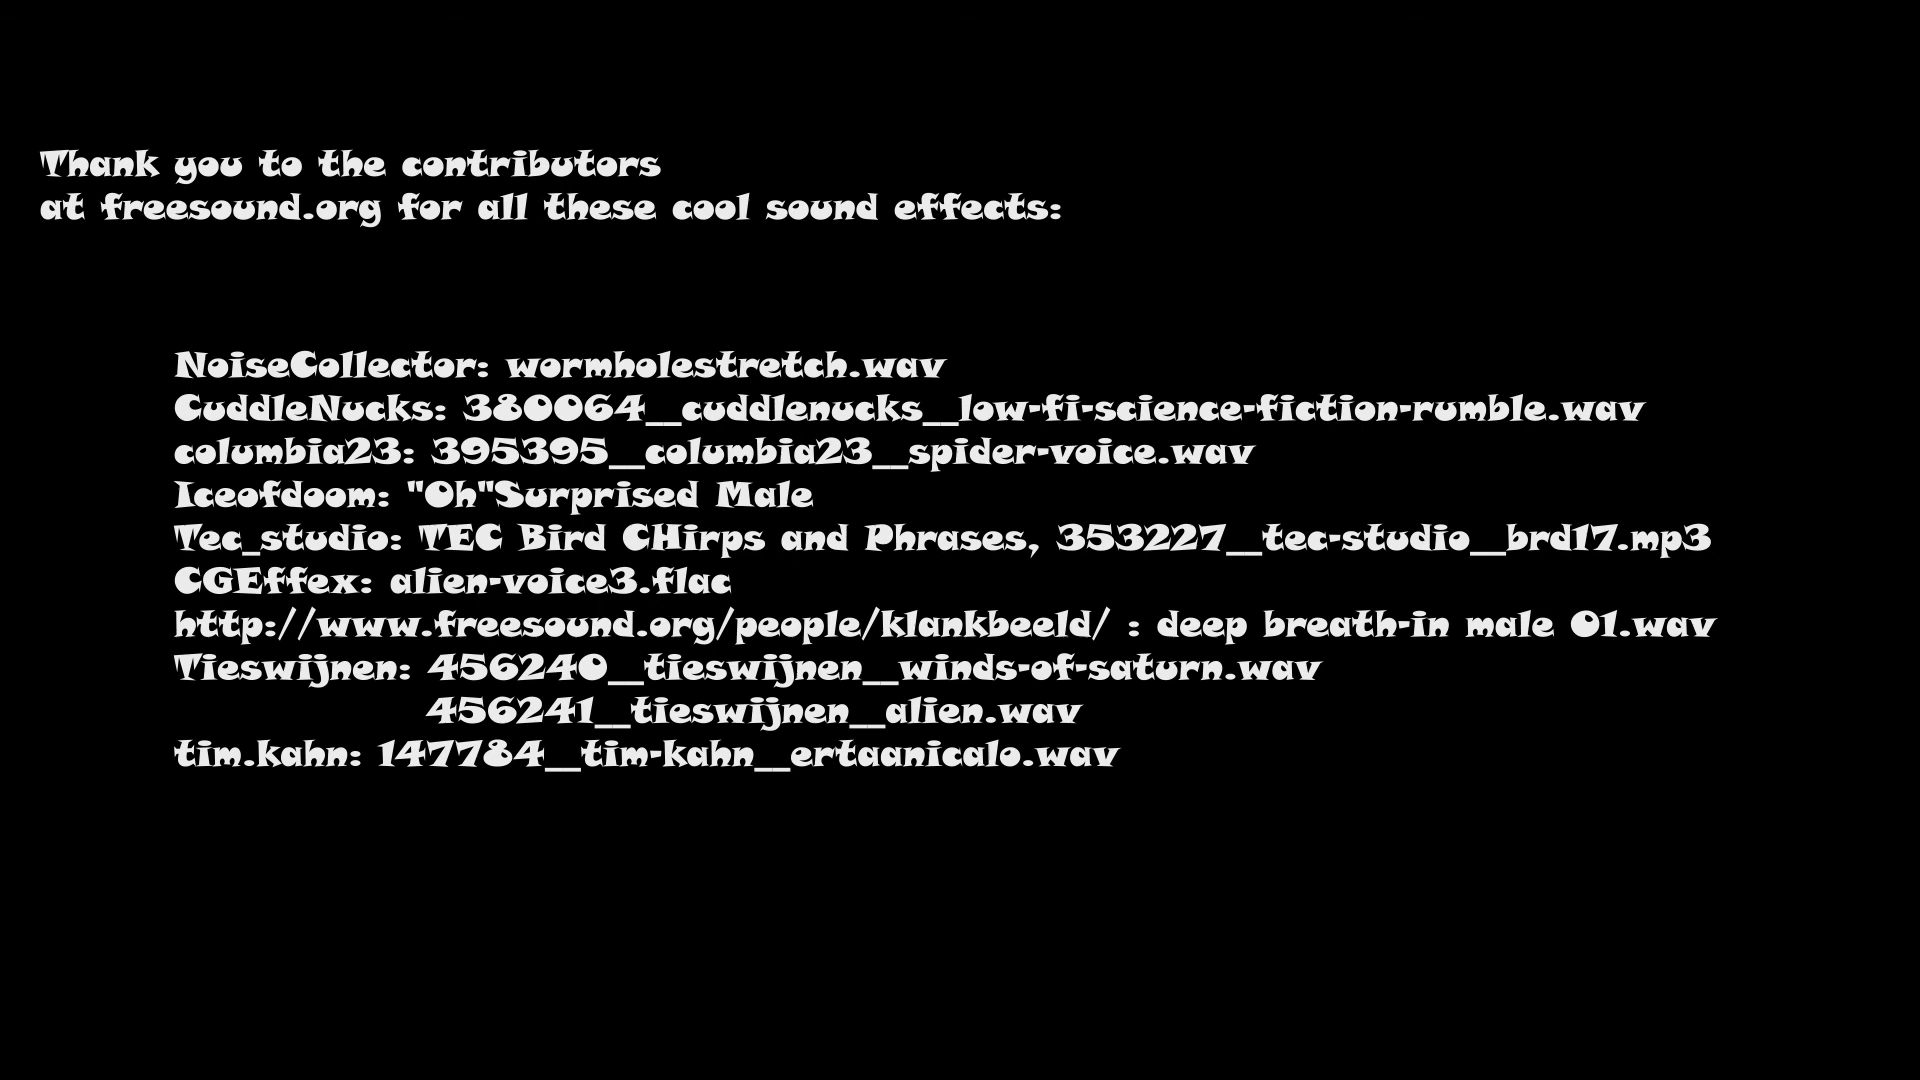 Thank you to the contributors
at freesound.org for all these cool sound effects:
NoiseCollector: wormholestretch.wav
CuddleNucks: 380064__cuddlenucks__low-fi-science-fiction-rumble.wav
columbia23: 395395__columbia23__spider-voice.wav
Iceofdoom: "Oh"Surprised Male
Tec_studio: TEC Bird CHirps and Phrases, 353227__tec-studio__brd17.mp3
CGEffex: alien-voice3.flac
http://www.freesound.org/people/klankbeeld/ : deep breath-in male 01.wav
Tieswijnen: 456240__tieswijnen__winds-of-saturn.wav
456241__tieswijnen__alien.wav
tim.kahn: 147784__tim-kahn__ertaanicalo.wav